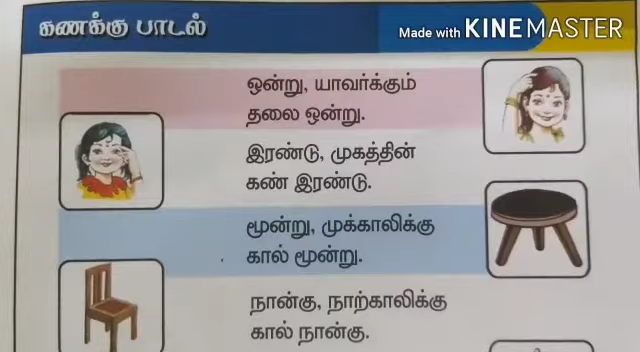 கணக்கு பாடல்
Made with KINEMASTER
ஒன்று, யாவர்க்கும்
தலை ஒன்று.
இரண்டு, முகத்தின்
கண் இரண்டு.
மூன்று, முக்காலிக்கு
கால் மூன்று.
நான்கு, நாற்காலிக்கு
கால் நான்கு.